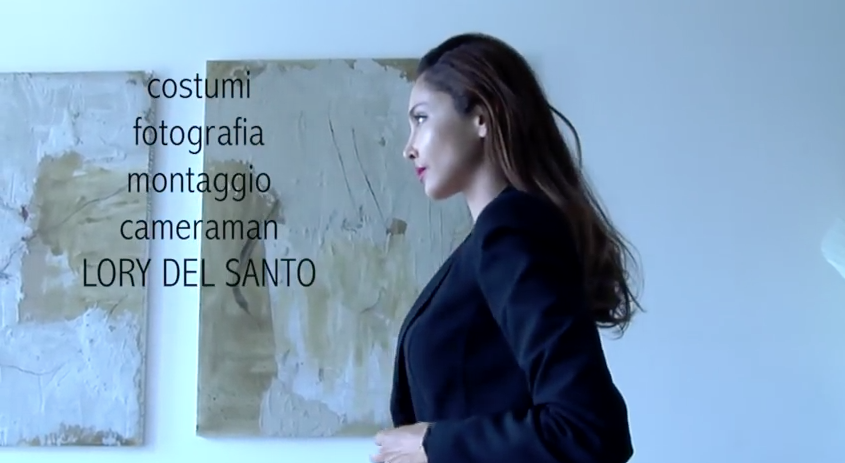 costumi
fotografia
montaggio
cameraman
LORY DEL SANTO